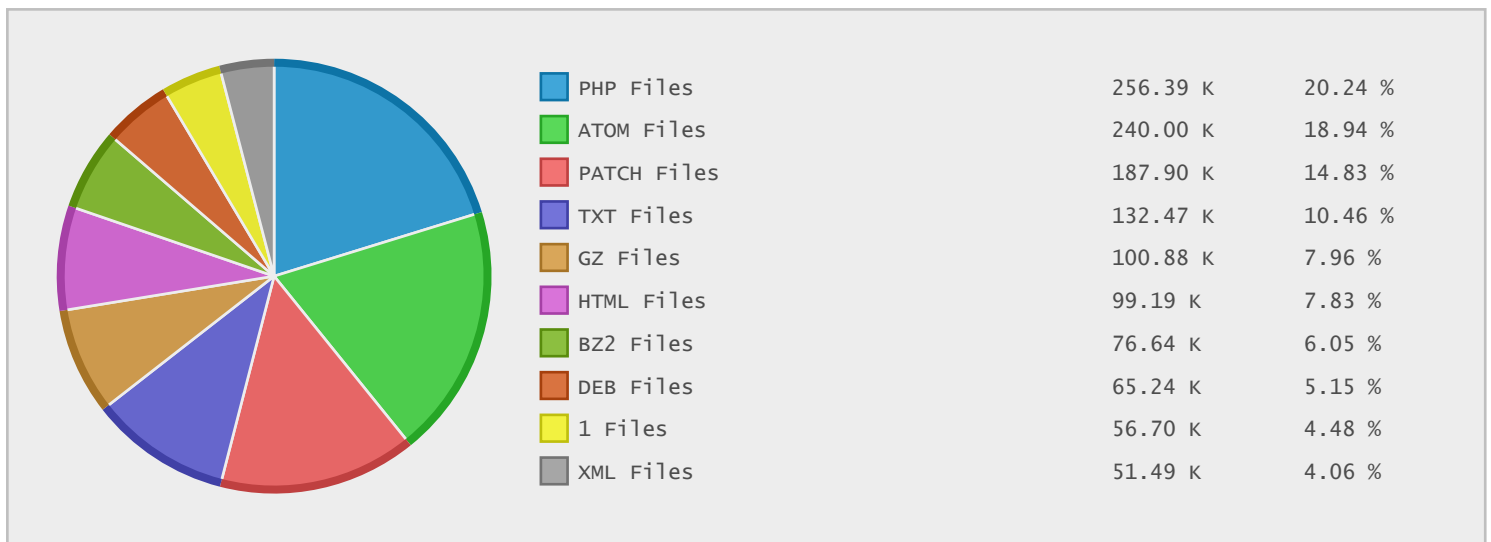 PHP Files 256.39 K 20.24 %
ATOM Files 240.00 K 18.94 %
PATCH Files 187.90 K 14.83 %
TXT Files 132.47 K 10.46 %
GZ Files 100.88 K 7.96 %
HTML Files 99.19 K 7.83 %
BZ2 Files 76.64 K 6.05 %
DEB Files 65.24 K 5.15 %
1 Files 56.70 K 4.48 %
XML Files 51.49 K 4.06 %